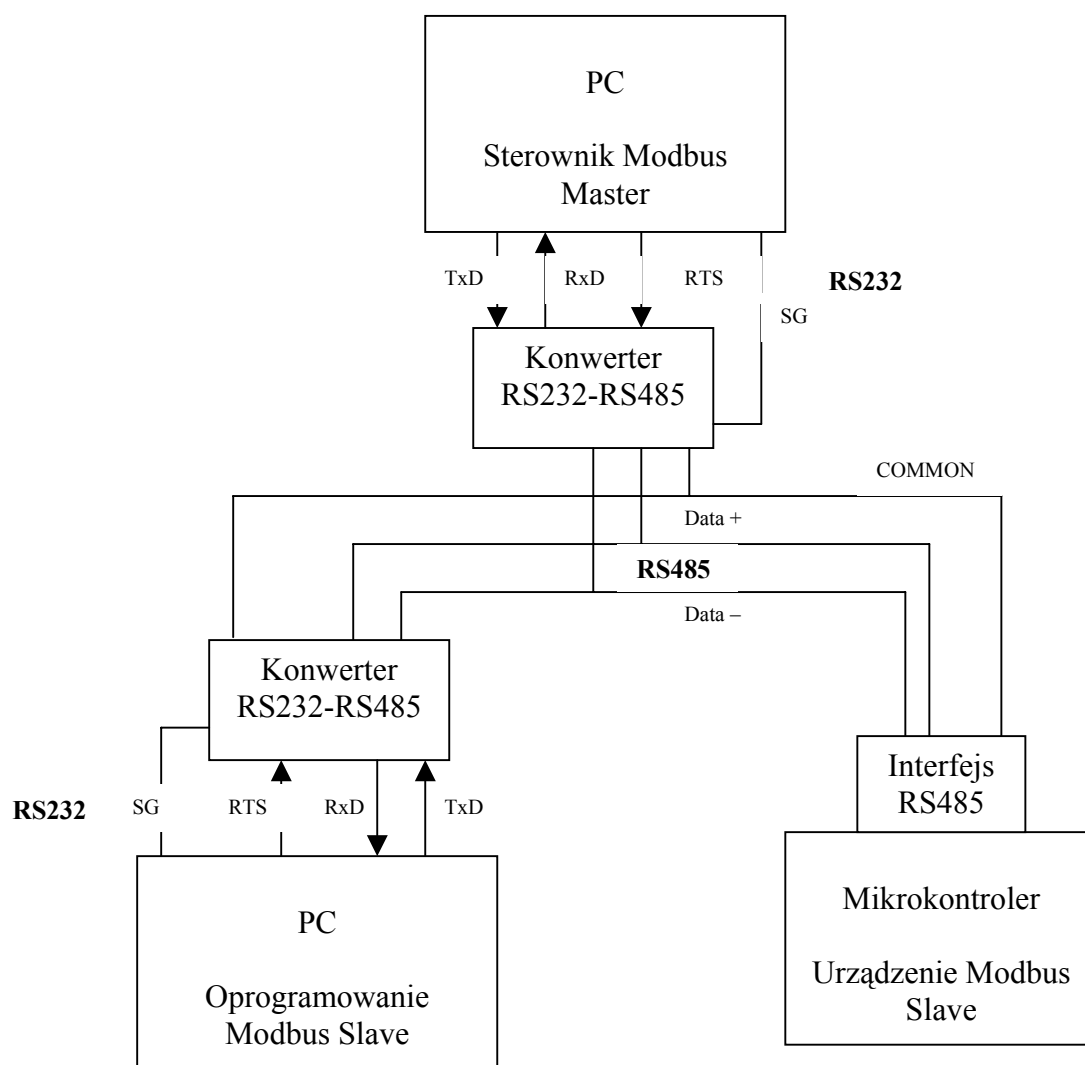 PC
Sterownik Modbus
Master
TxD
RxD
RTS
RS232
SG
Konwerter
RS232-RS485
COMMON
Data +
RS485
Data –
Konwerter
RS232-RS485
RS232
SG
RTS
RxD
TxD
Interfejs
RS485
PC
Oprogramowanie
Modbus Slave
Mikrokontroler
Urządzenie Modbus
Slave